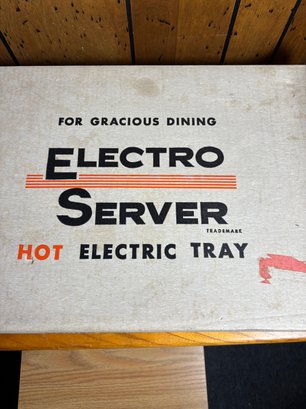 FOR GRACIOUS DINING
ELECTRO
SERVER
TRADEMARK
HOT ELECTRIC TRAY